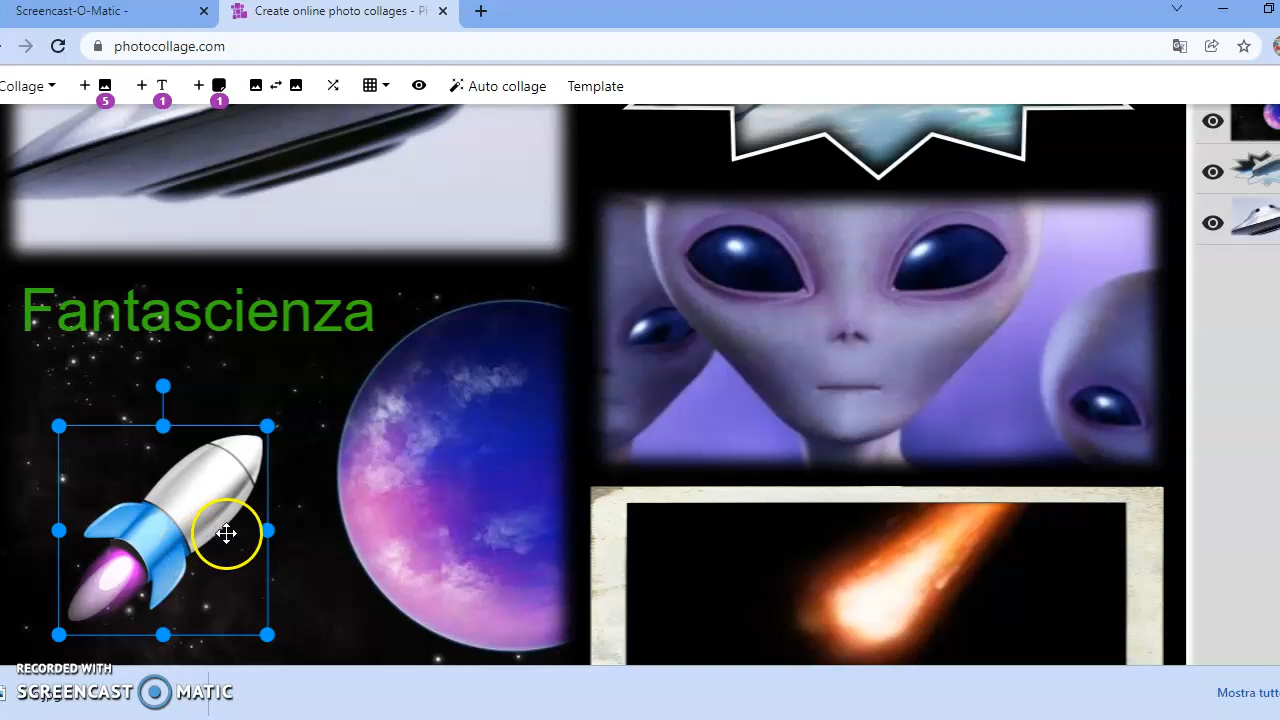 Screencast-O-Matic -
Create online photo collages - Ph
photocollage.com
Collage
T
Auto collage
Template
5
1
1
Fantascienza
RECORDED WITH
SCREENCAST MATIC
Mostra tutt